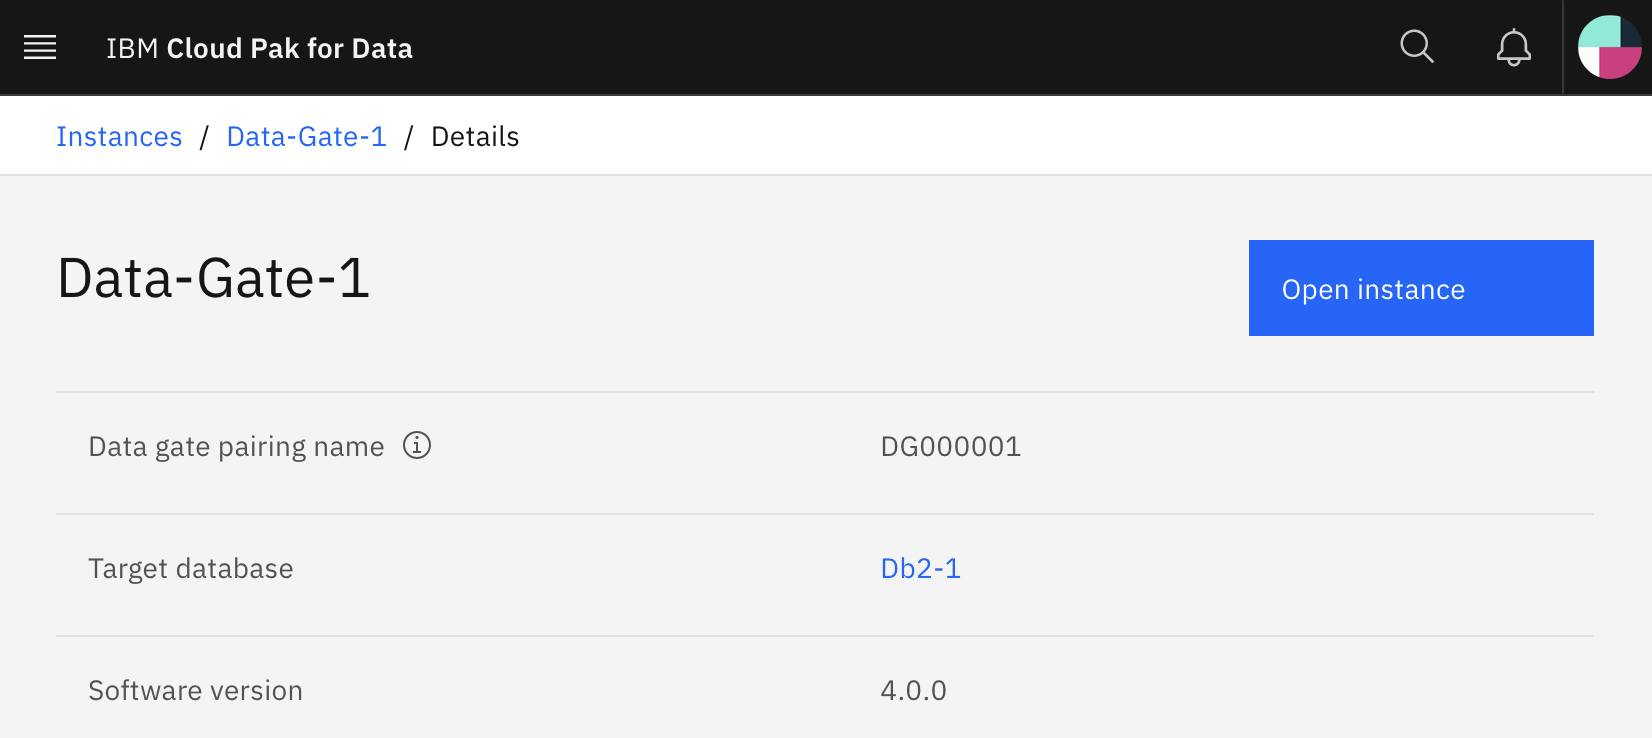 IBM Cloud Pak for Data
Instances / Data-Gate-1 / Details
Data-Gate-1
Open instance
Data gate pairing name DG000001
Target database Db2-1
Software version 4.0.0